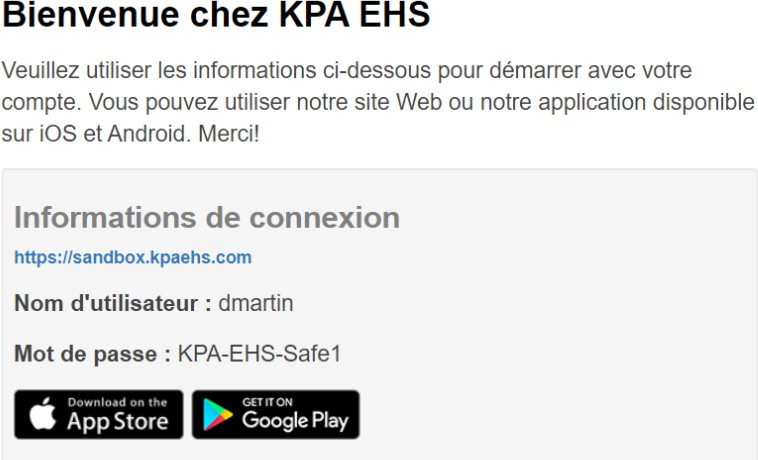 Bienvenue chez KPA EHS
Veuillez utiliser les informations ci-dessous pour démarrer avec votre
compte. Vous pouvez utiliser notre site Web ou notre application disponible
sur iOS et Android. Merci!
Informations de connexion
https://sandbox.kpaehs.com
Nom d'utilisateur : dmartin
Mot de passe : KPA-EHS-Safe1
Download on the
App Store
GET IT ON
Google Play